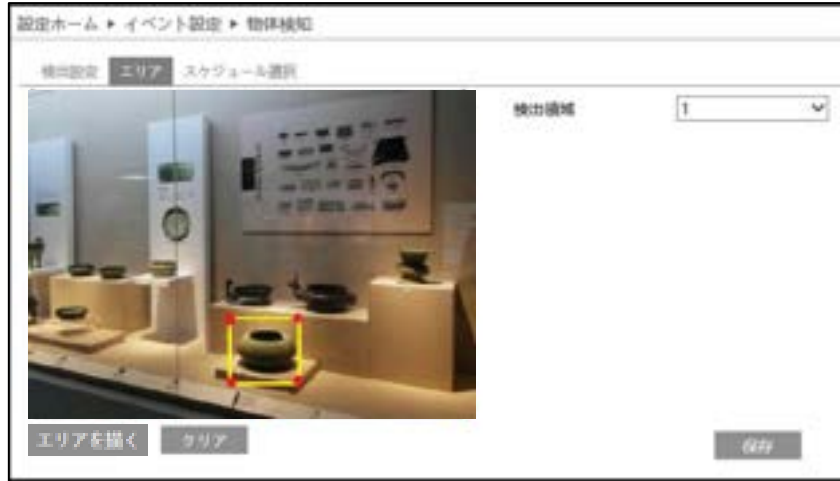 設定ホーム ▶ イベント設定 ▶ 物体検知
検出設定 エリア スケジュール選択
検出領域 1
エリアを描く クリア 保存